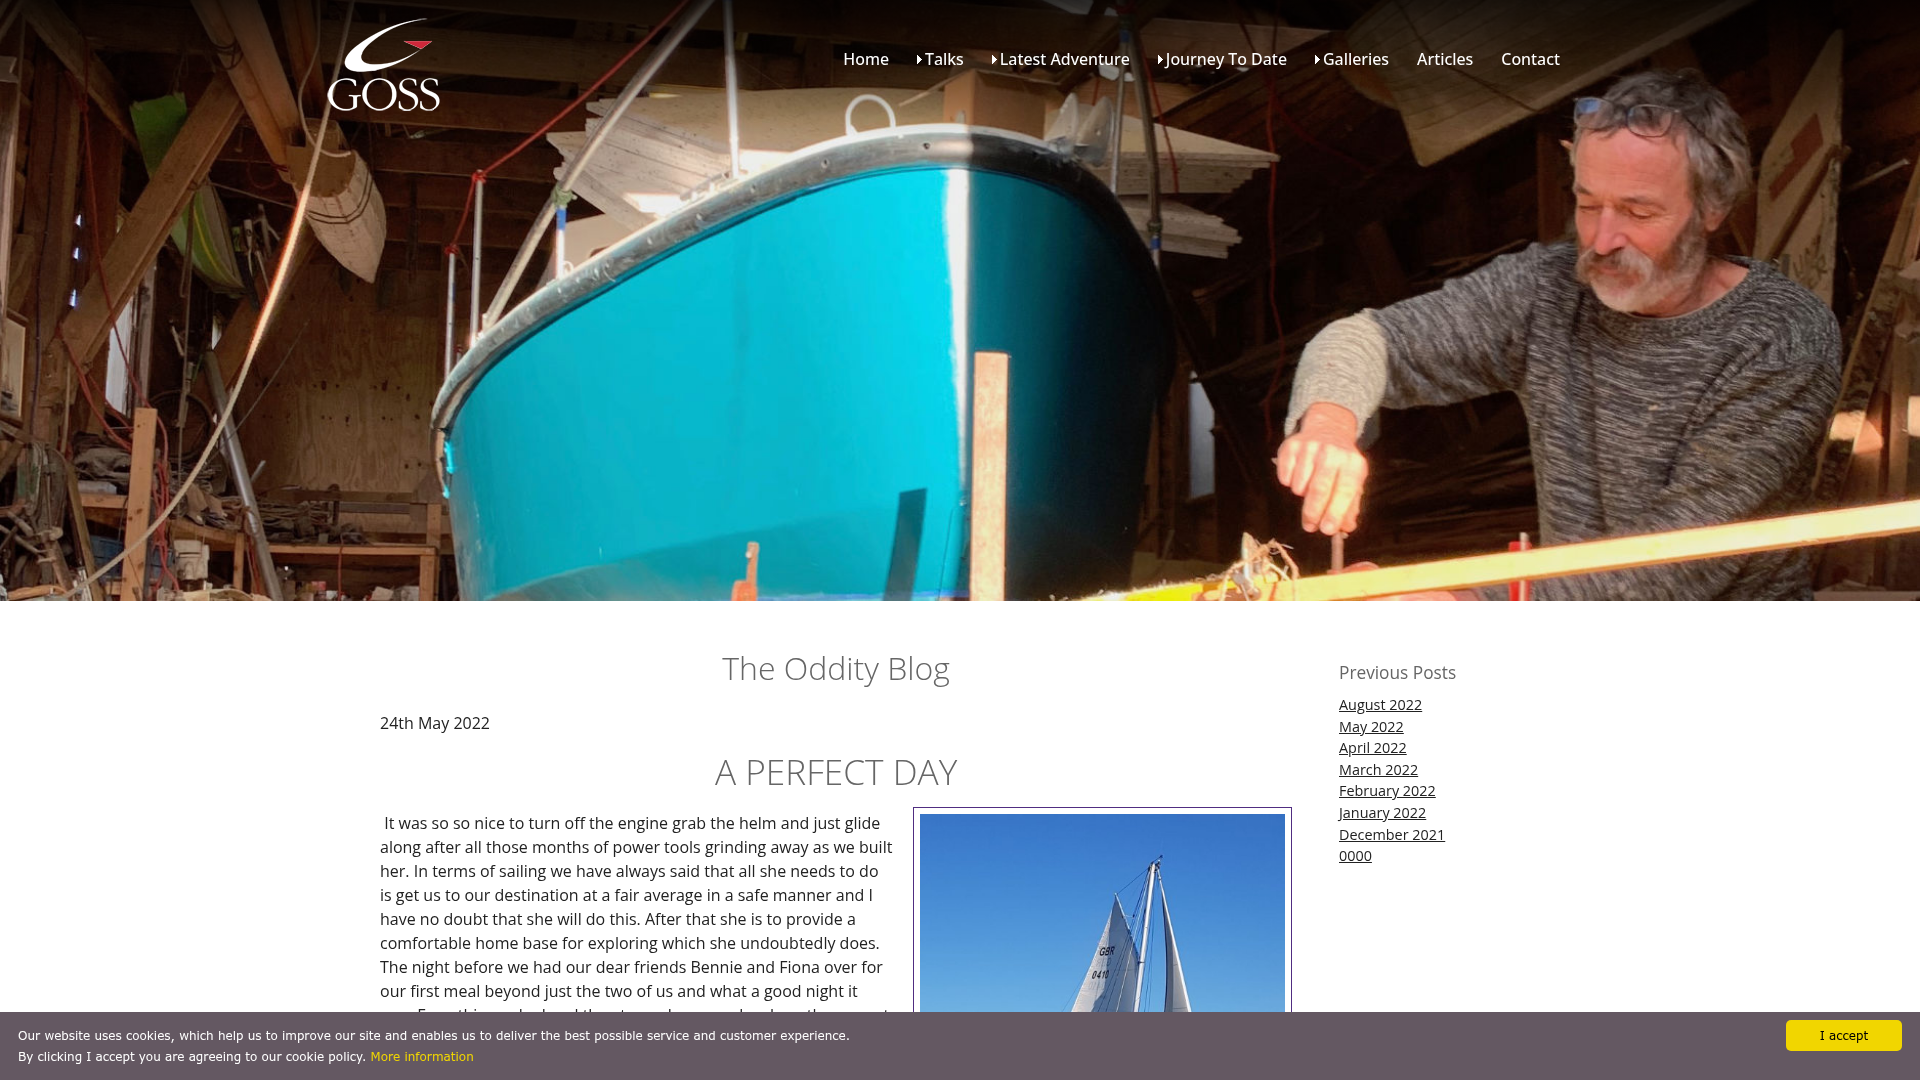 GOSS
Home
Talks
Latest Adventure
Journey To Date
Galleries
Articles
Contact
The Oddity Blog
24th May 2022
A PERFECT DAY
It was so so nice to turn off the engine grab the helm and just glide
along after all those months of power tools grinding away as we built
her. In terms of sailing we have always said that all she needs to do
is get us to our destination at a fair average in a safe manner and I
have no doubt that she will do this. After that she is to provide a
comfortable home base for exploring which she undoubtedly does.
The night before we had our dear friends Bennie and Fiona over for
our first meal beyond just the two of us and what a good night it
GBR
0410
Previous Posts
August 2022
May 2022
April 2022
March 2022
February 2022
January 2022
December 2021
0000
Our website uses cookies, which help us to improve our site and enables us to deliver the best possible service and customer experience.
By clicking I accept you are agreeing to our cookie policy. More information
I accept